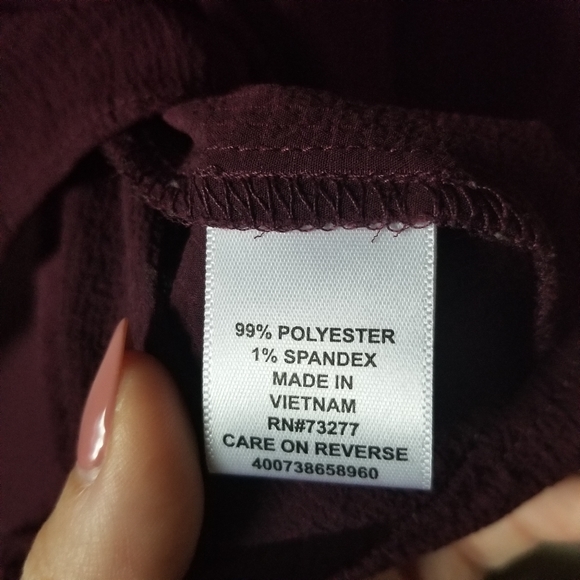 99% POLYESTER
1% SPANDEX
MADE IN
VIETNAM
RN#73277
CARE ON REVERSE
400738658960